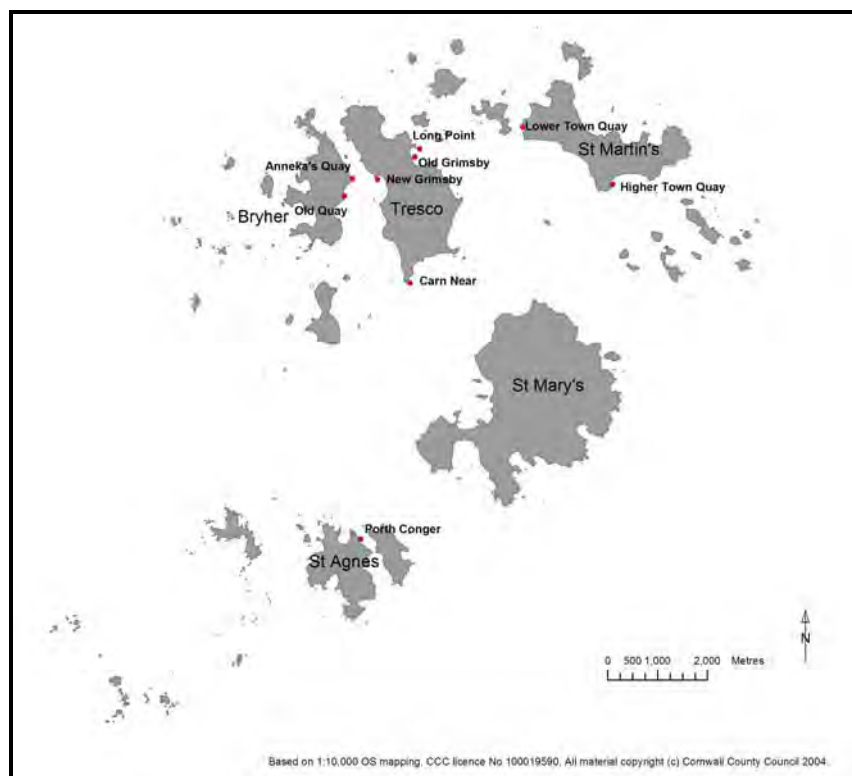 Long Point
Lower Town Quay
St Martin's
Old Grimsby
Anneka's Quay
New Grimsby
Higher Town Quay
Old Quay
Bryher
Tresco
Carn Near
St Mary's
Porth Conger
St Agnes
N
0 500 1,000 2,000 Metres
Based on 1:10,000 OS mapping. CCC licence No 100019590. All material copyright (c) Cornwall County Council 2004.